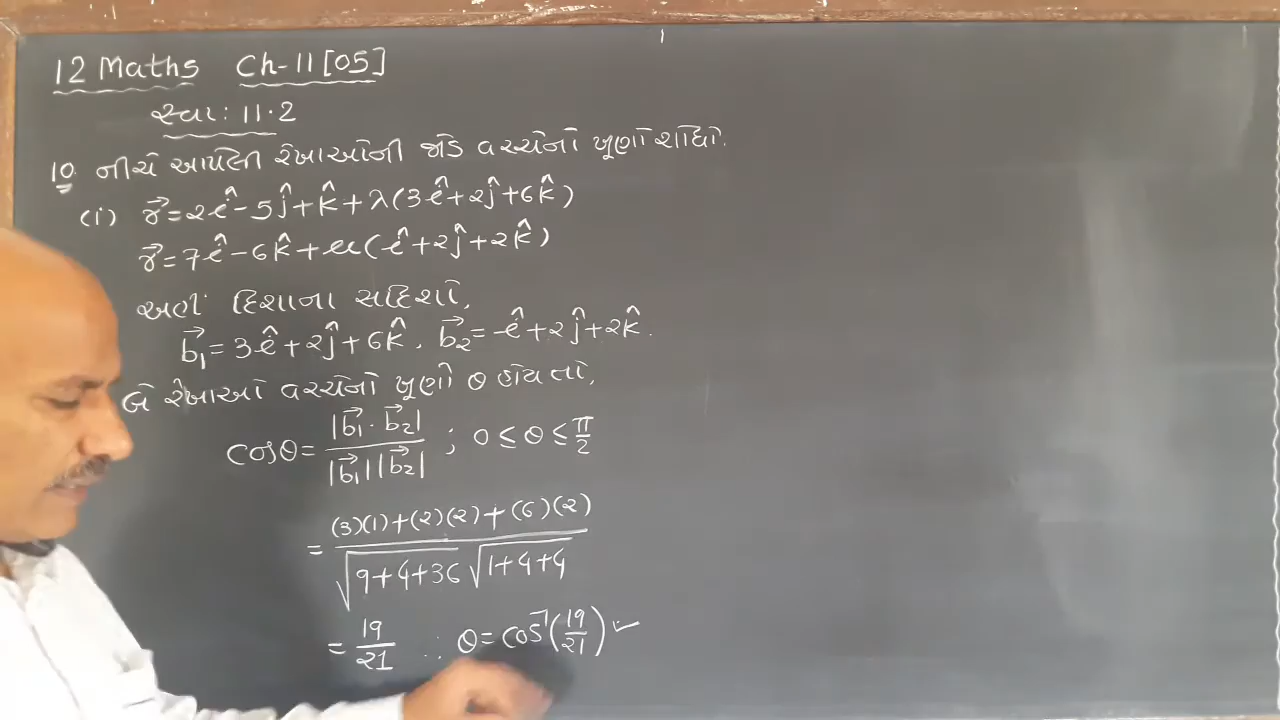 12 Maths Ch-11[05]
સ્વા: 11.2
10. નીચે આપેલી રેખાઓની જોડ વચ્ચેનો ખૂણો શોધો.
(i) r⃗=2î-5ĵ+k̂+λ(3î+2ĵ+6k̂)
r⃗=7î-6k̂+μ(î+2ĵ+2k̂)
અહીં દિશાના સદિશો,
b⃗₁=3î+2ĵ+6k̂, b⃗₂=î+2ĵ+2k̂.
બે રેખાઓ વચ્ચેનો ખૂણો θ હોય તો,
cosθ=|b⃗₁·b⃗₂|/|b⃗₁||b⃗₂| ; 0≤θ≤π/2
=(3)(1)+(2)(2)+(6)(2)/√9+4+36 √1+4+4
=19/21 ∴ θ=cos⁻¹(19/21)